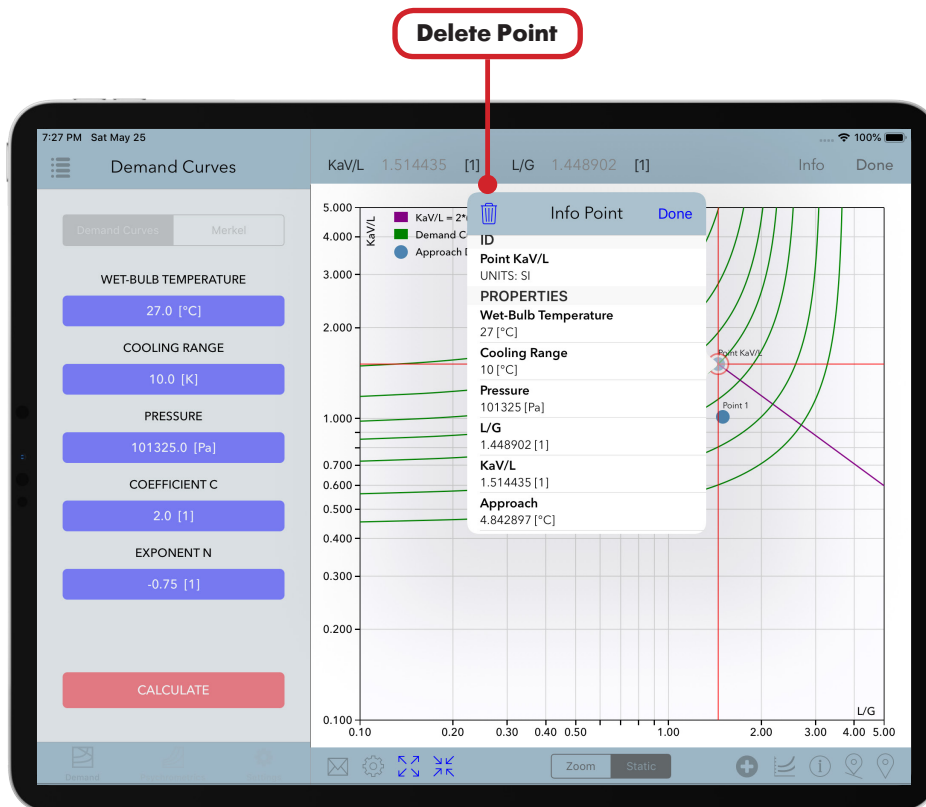 Delete Point
7:27 PM Sat May 25
100%
Demand Curves
KaV/L 1.514435 [1] L/G 1.448902 [1]
Info Done
Demand Curves Merkel
WET-BULB TEMPERATURE
27.0 [°C]
COOLING RANGE
10.0 [K]
PRESSURE
101325.0 [Pa]
COEFFICIENT C
2.0 [1]
EXPONENT N
-0.75 [1]
CALCULATE
Demand
KaV/L
KaV/L = 2*
Demand C
Approach
5.000
4.000
3.000
2.000
1.000
0.700
0.600
0.500
0.400
0.300
0.200
0.100
Info Point Done
ID
Point KaV/L
UNITS: SI
PROPERTIES
Wet-Bulb Temperature
27 [°C]
Cooling Range
10 [°C]
Pressure
101325 [Pa]
L/G
1.448902 [1]
KaV/L
1.514435 [1]
Approach
4.842897 [°C]
Point KaV/L
Point 1
L/G
0.10 0.20 0.30 0.40 0.50 1.00 2.00 3.00 4.00 5.00
Zoom Static